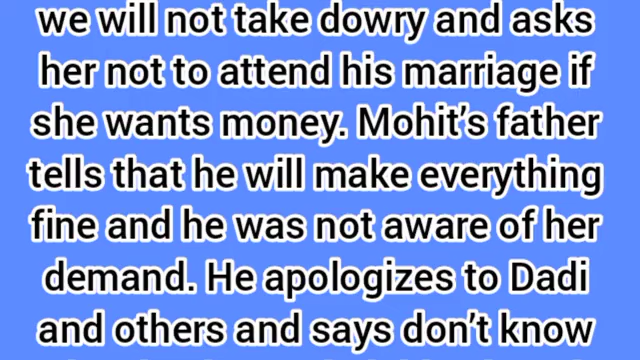 we will not take dowry and asks
her not to attend his marriage if
she wants money. Mohit's father
tells that he will make everything
fine and he was not aware of her
demand. He apologizes to Dadi
and others and says don't know